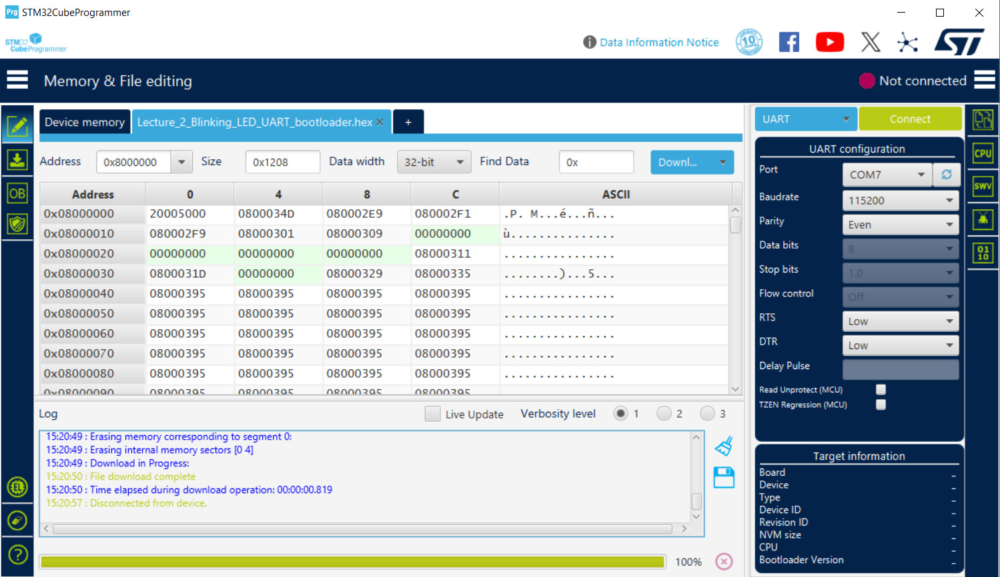 Prg STM32CubeProgrammer
STM32
CubeProgrammer
Data Information Notice
10
Memory & File editing
Not connected
Device memory
Lecture_2_Blinking_LED_UART_bootloader.hex
+
Address 0x8000000 Size 0x1208 Data width 32-bit Find Data 0x Downl...
Address 0 4 8 C ASCII
0x08000000 20005000 0800034D 080002E9 080002F1 .P. M...é...ñ...
0x08000010 080002F9 08000301 08000309 00000000 ù...............
0x08000020 00000000 00000000 00000000 08000311 ................
0x08000030 0800031D 00000000 08000329 08000335 ........)...5...
0x08000040 08000395 08000395 08000395 08000395 ................
0x08000050 08000395 08000395 08000395 08000395 ................
0x08000060 08000395 08000395 08000395 08000395 ................
0x08000070 08000395 08000395 08000395 08000395 ................
0x08000080 08000395 08000395 08000395 08000395 ................
0x08000090 08000395 08000395 08000395 08000395
Log Live Update Verbosity level 1 2 3
15:20:49 : Erasing memory corresponding to segment 0:
15:20:49 : Erasing internal memory sectors [0 4]
15:20:49 : Download in Progress:
15:20:50 : File download complete
15:20:50 : Time elapsed during download operation: 00:00:00.819
15:20:57 : Disconnected from device.
100%
UART
Connect
UART configuration
Port COM7
Baudrate 115200
Parity Even
Data bits 8
Stop bits 1.0
Flow control Off
RTS Low
DTR Low
Delay Pulse
Read Unprotect (MCU)
TZEN Regression (MCU)
Target information
Board –
Device –
Type –
Device ID –
Revision ID –
NVM size –
CPU –
Bootloader Version –
OB
EL
?
CPU
SWV
01
10